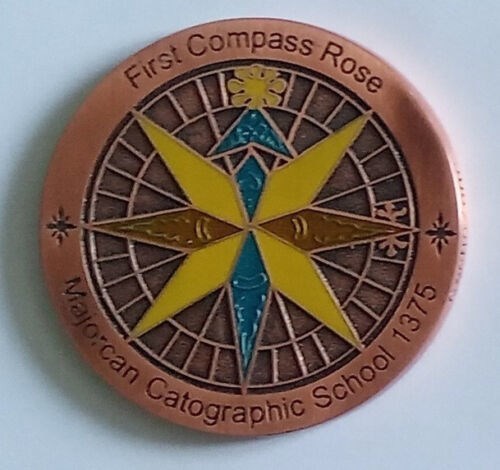 First Compass Rose
Majorcan Catographic School 1375